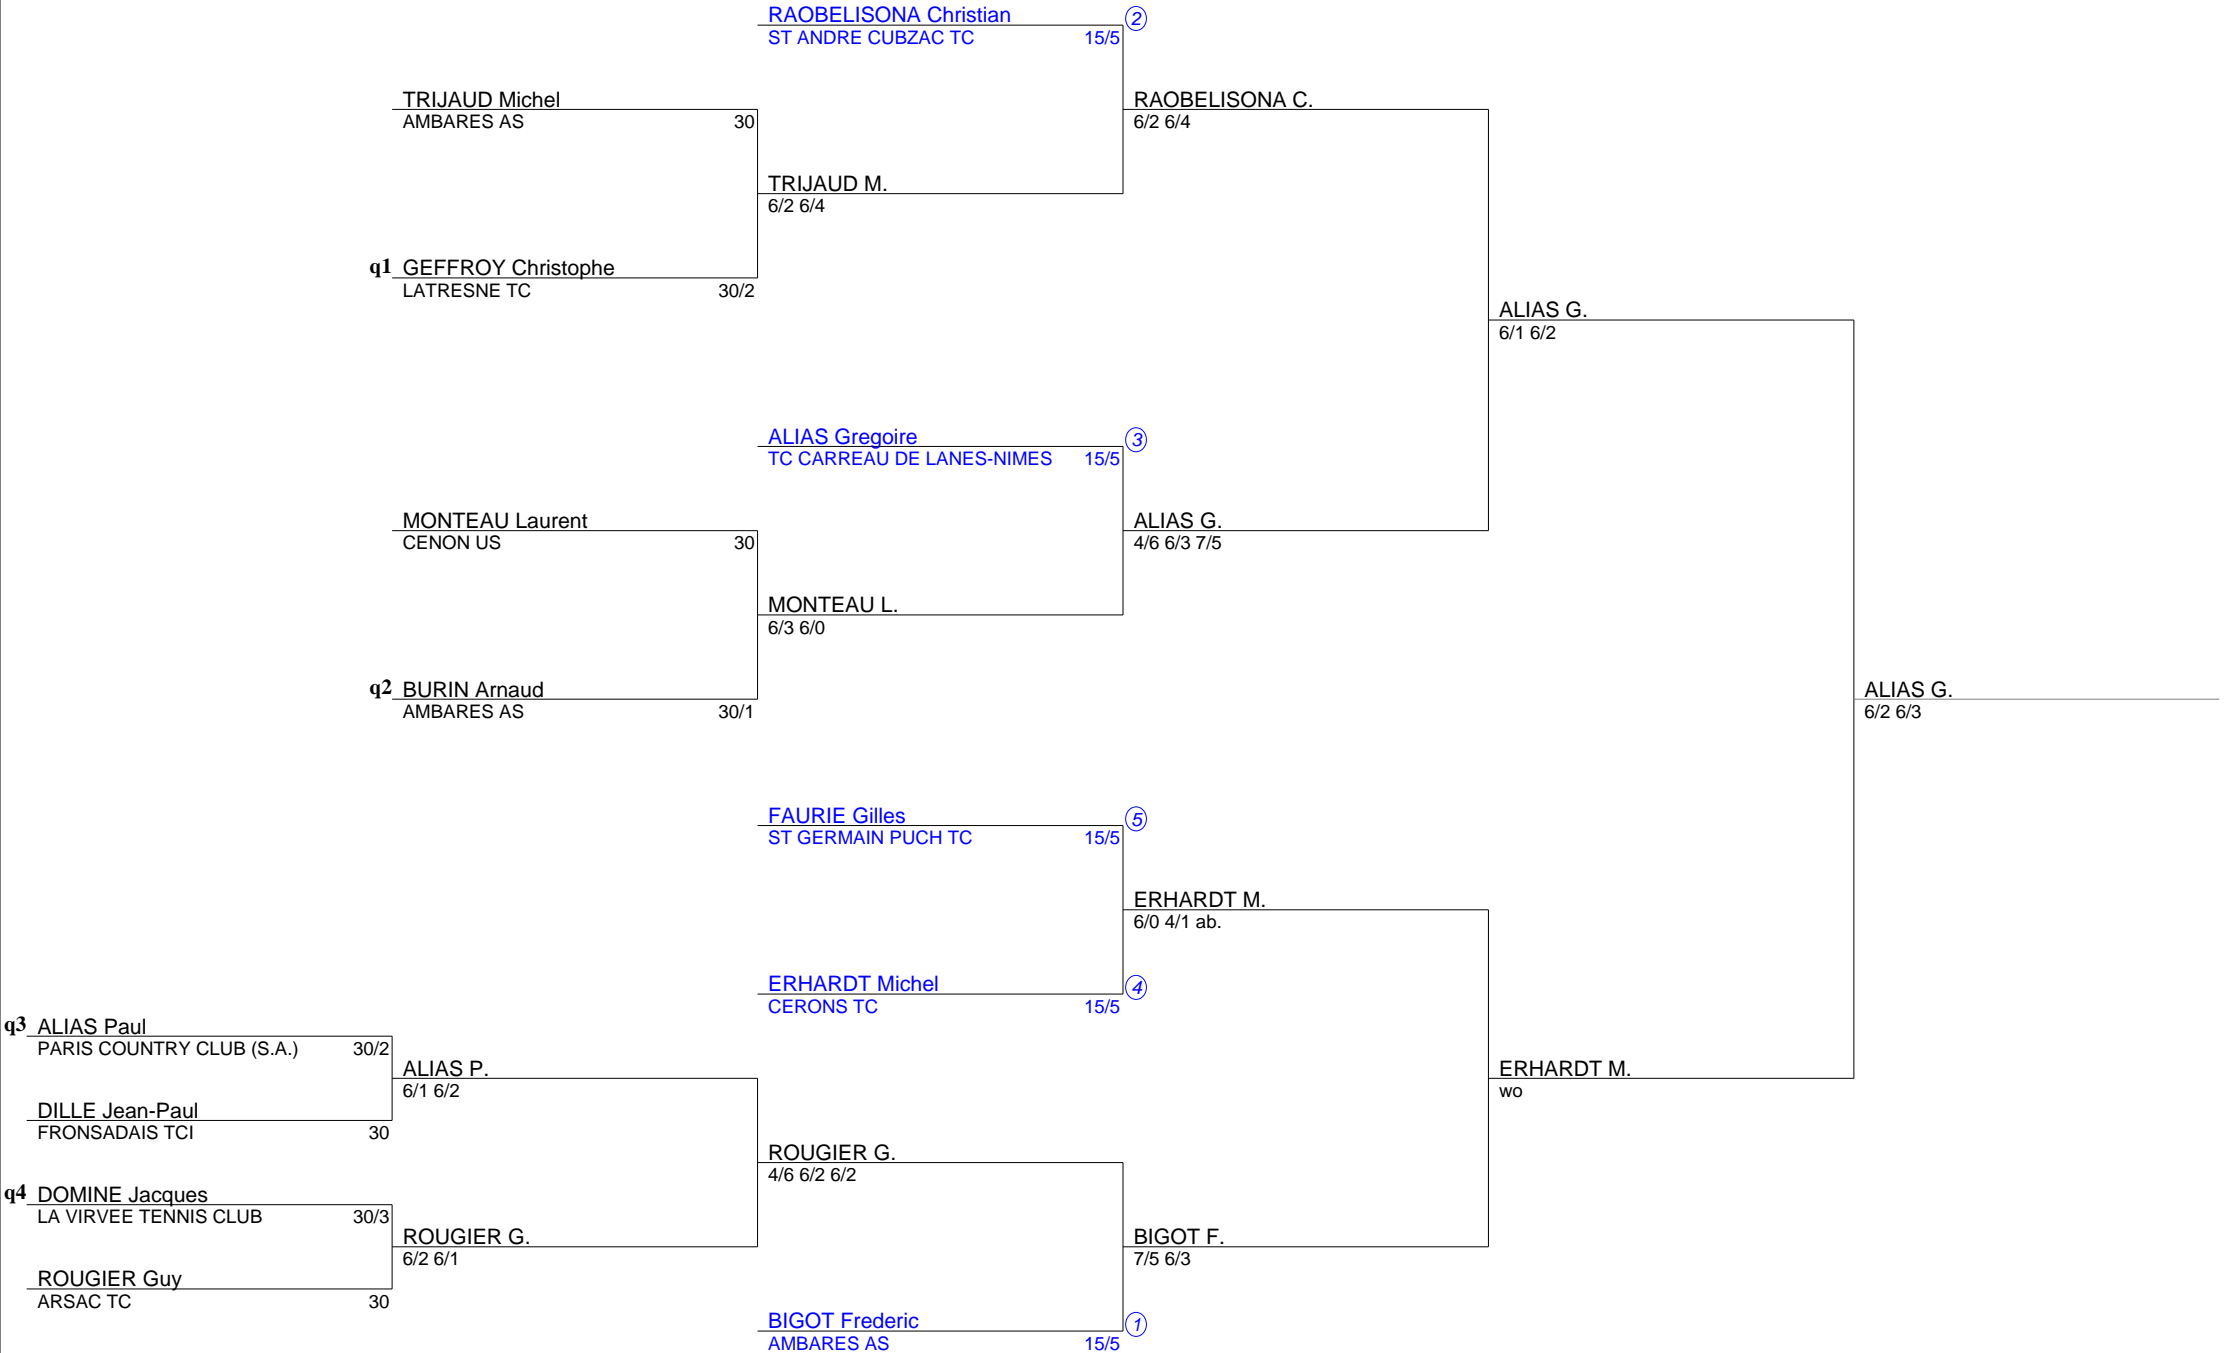 RAOBELISONA Christian 2
ST ANDRE CUBZAC TC 15/5
TRIJAUD Michel RAOBELISONA C.
AMBARES AS 30 6/2 6/4
TRIJAUD M.
6/2 6/4
q1 GEFFROY Christophe
LATRESNE TC 30/2
ALIAS G.
6/1 6/2
ALIAS Gregoire 3
TC CARREAU DE LANES-NIMES 15/5
MONTEAU Laurent ALIAS G.
CENON US 30 4/6 6/3 7/5
MONTEAU L.
6/3 6/0
q2 BURIN Arnaud ALIAS G.
AMBARES AS 30/1 6/2 6/3
FAURIE Gilles 5
ST GERMAIN PUCH TC 15/5
ERHARDT M.
6/0 4/1 ab.
ERHARDT Michel 4
CERONS TC 15/5
q3 ALIAS Paul
PARIS COUNTRY CLUB (S.A.) 30/2
ALIAS P. ERHARDT M.
6/1 6/2 wo
DILLE Jean-Paul
FRONSADAIS TCI 30
ROUGIER G.
4/6 6/2 6/2
q4 DOMINE Jacques
LA VIRVEE TENNIS CLUB 30/3
ROUGIER G. BIGOT F.
6/2 6/1 7/5 6/3
ROUGIER Guy
ARSAC TC 30
BIGOT Frederic 1
AMBARES AS 15/5